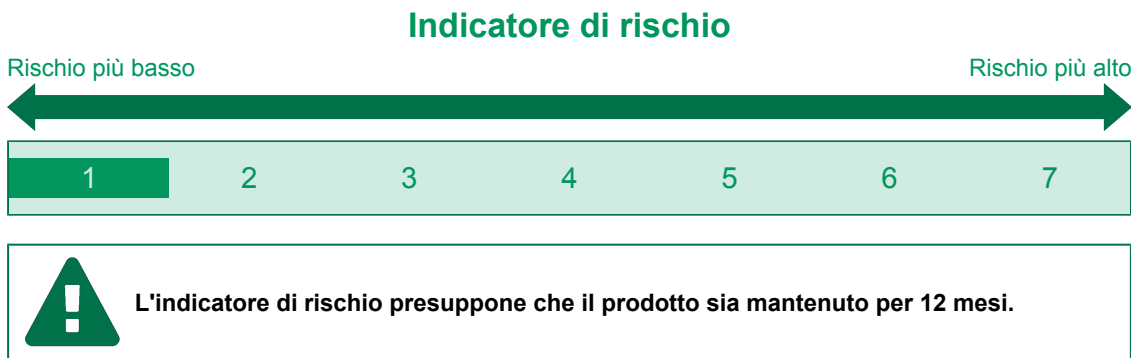 Indicatore di rischio
Rischio più basso Rischio più alto
1 2 3 4 5 6 7
L'indicatore di rischio presuppone che il prodotto sia mantenuto per 12 mesi.